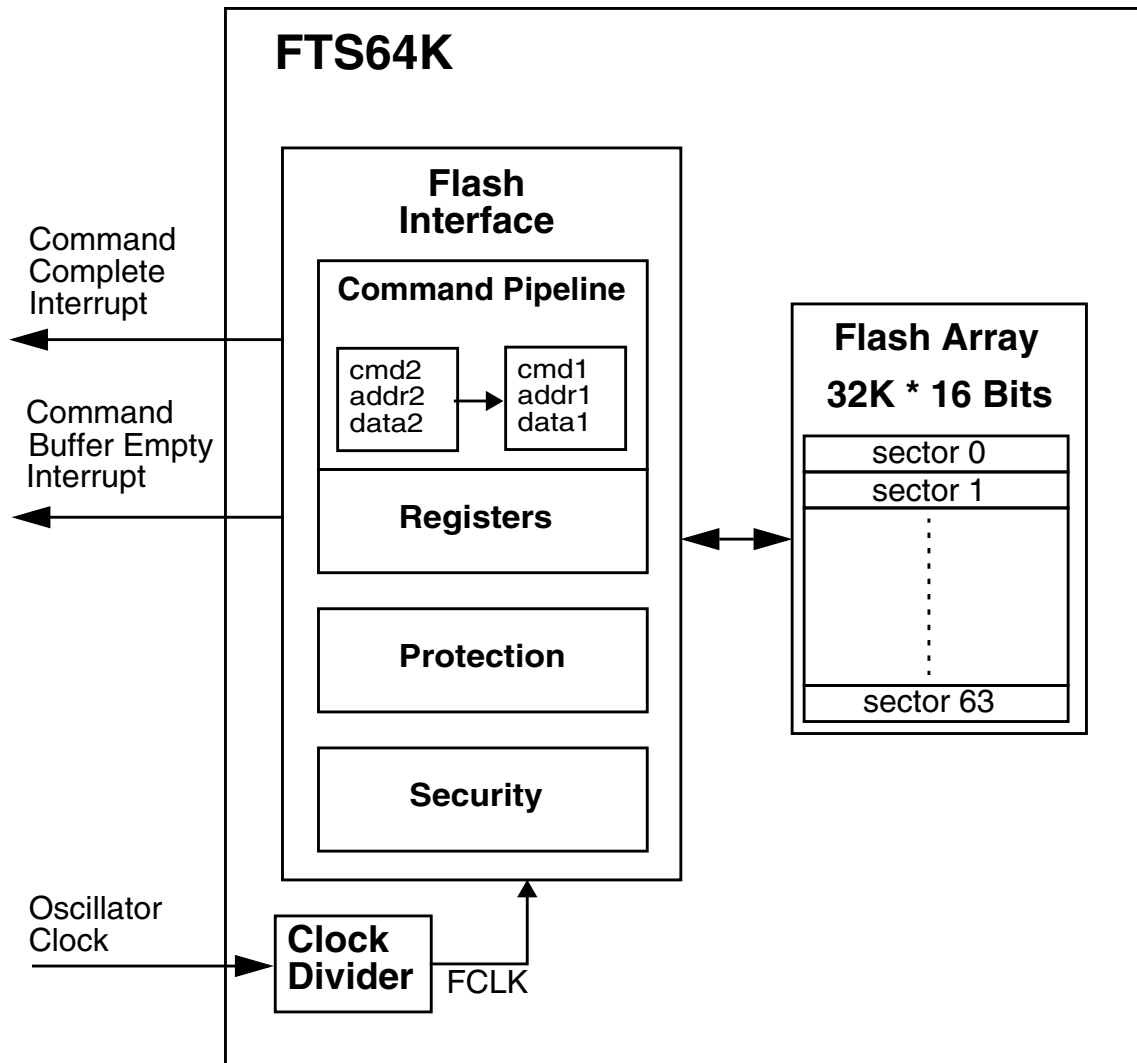 FTS64K
Flash
Interface
Command
Complete
Interrupt
Command Pipeline
cmd2
addr2
data2
cmd1
addr1
data1
Command
Buffer Empty
Interrupt
Registers
Protection
Security
Flash Array
32K * 16 Bits
sector 0
sector 1
sector 63
Oscillator
Clock
Clock
Divider
FCLK